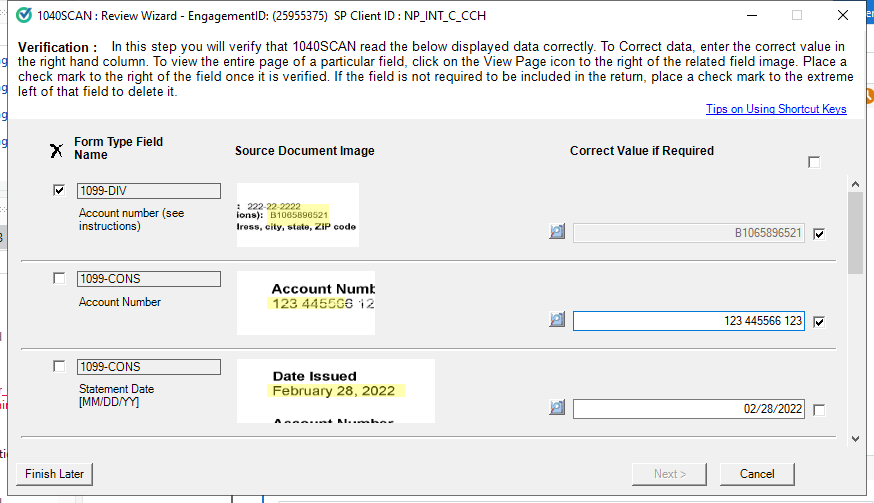 1040SCAN : Review Wizard - EngagementID: (25955375) SP Client ID : NP_INT_C_CCH
Verification : In this step you will verify that 1040SCAN read the below displayed data correctly. To Correct data, enter the correct value in
the right hand column. To view the entire page of a particular field, click on the View Page icon to the right of the related field image. Place a
check mark to the right of the field once it is verified. If the field is not required to be included in the return, place a check mark to the extreme
left of that field to delete it.
Tips on Using Shortcut Keys
X Form Type Field
Name
Source Document Image
Correct Value if Required
1099-DIV
Account number (see
instructions)
: 222-22-2222
ions): B1065896521
dress, city, state, ZIP code
B1065896521
1099-CONS
Account Number
Account Numb
123 445566 12
123 445566 123
1099-CONS
Statement Date
[MM/DD/YY]
Date Issued
February 28, 2022
Account Number
02/28/2022
Finish Later
Next >
Cancel